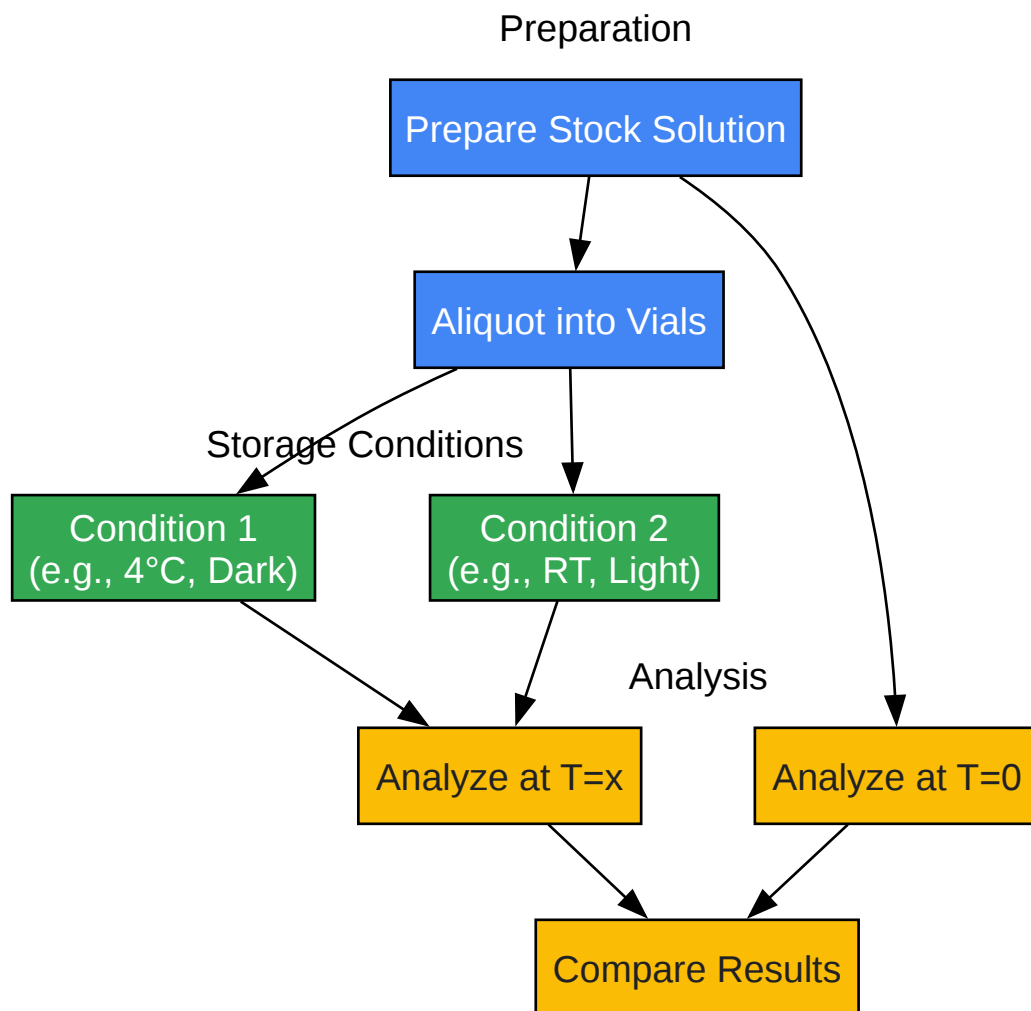 Preparation
Prepare Stock Solution
Aliquot into Vials
Storage Conditions
Condition 1
(e.g., 4°C, Dark)
Condition 2
(e.g., RT, Light)
Analysis
Analyze at T=x
Analyze at T=0
Compare Results